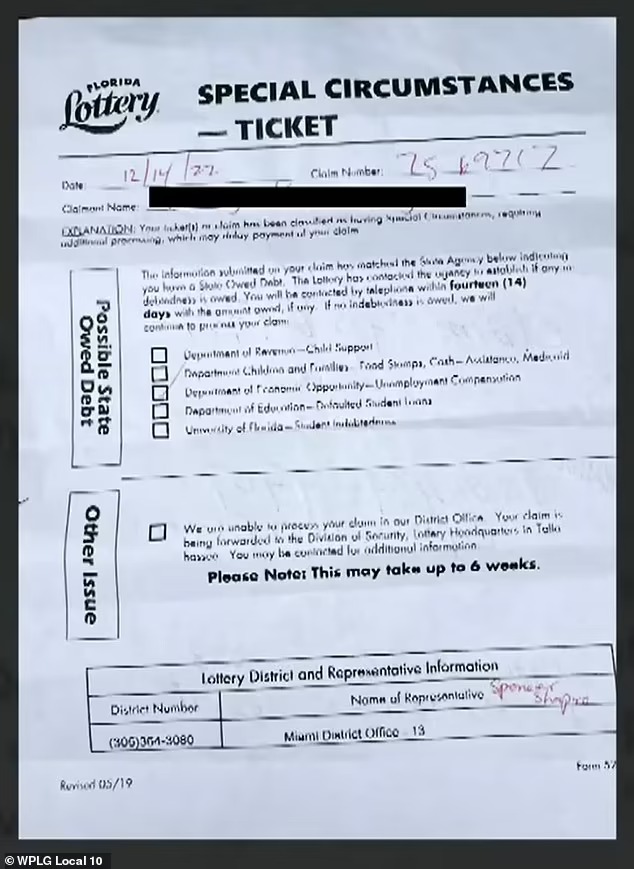 FLORIDA
Lottery
SPECIAL CIRCUMSTANCES
— TICKET
Date: 12/14/22 Claim Number:
Claimant Name:
EXPLANATION: Your ticket(s) or claim has been classified as having Special Circumstances, requiring
additional processing, which may delay payment of your claim
Possible State
Owed Debt
The information submitted on your claim has matched the State Agency below indicating
you have a State Owed Debt. The Lottery has contacted the agency to establish if any in
debtedness is owed. You will be contacted by telephone within fourteen (14)
days with the amount owed, if any. If no indebtedness is owed, we will
continue to process your claim
Department of Revenue—Child Support
Department Children and Families—Food Stamps, Cash—Assistance, Medicaid
Department of Economic Opportunity—Unemployment Compensation
Department of Education—Defaulted Student Loans
University of Florida—Student Indebtedness
Other Issue
We are unable to process your claim in our District Office. Your claim is
being forwarded to the Division of Security, Lottery Headquarters in Talla
hassee. You may be contacted for additional information.
Please Note: This may take up to 6 weeks.
Lottery District and Representative Information
District Number
Name of Representative Spencer
Shapiro
(305)364-3080
Miami District Office - 13
Form 57
Revised 05/19
© WPLG Local 10